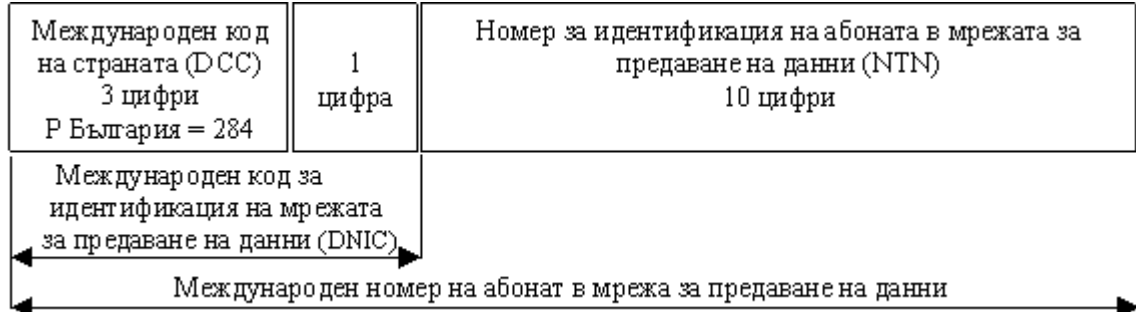 Международен код
на страната (DCC)
3 цифри
Р България = 284
1
цифра
Номер за идентификация на абоната в мрежата за
предаване на данни (NTN)
10 цифри
Международен код за
идентификация на мрежата
за предаване на данни (DNIC)
Международен номер на абонат в мрежа за предаване на данни